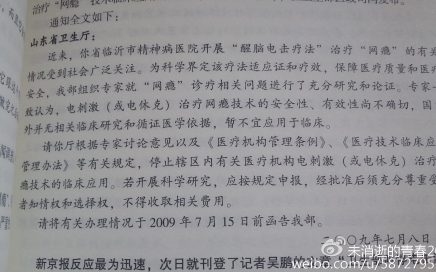 治疗“网瘾”技术临床
通知全文如下：
山东省卫生厅：
近来，你省临沂市精神病医院开展“醒脑电击疗法”治疗“网瘾”的有关
情况受到社会广泛关注。为科学界定该疗法适应证和疗效，保障医疗质量和医疗
安全，我部组织专家就“网瘾”诊疗相关问题进行了充分研究和论证。专家一
致认为，电刺激（或电休克）治疗网瘾技术的安全性、有效性尚不确切，国
外并无相关临床研究和循证医学依据，暂不宜应用于临床。
请你厅根据专家讨论意见以及《医疗机构管理条例》、《医疗技术临床应
管理办法》等有关规定，停止辖区内有关医疗机构电刺激（或电休克）治疗
瘾技术的临床应用。若开展科学研究，应按规定申报，经批准后须充分尊重受
者知情权和选择权，不得收取相关费用。
请将有关办理情况于2009年7月15日前函告我部。
〇〇九年七月八日
新京报反应最为迅速，次日就刊登了记者吴鹏的文章
未消逝的青春2
weibo.com/u/5872795